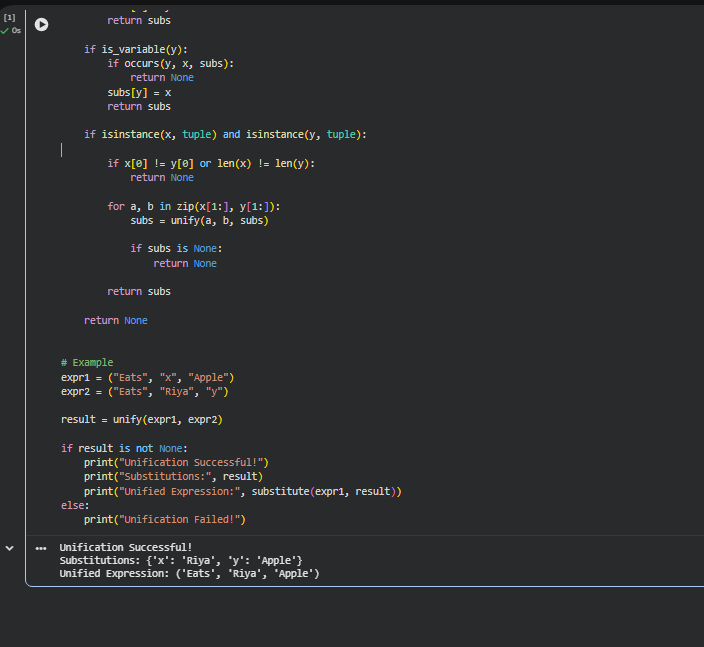 [1]
0s
return subs
if is_variable(y):
if occurs(y, x, subs):
return None
subs[y] = x
return subs
if isinstance(x, tuple) and isinstance(y, tuple):
if x[0] != y[0] or len(x) != len(y):
return None
for a, b in zip(x[1:], y[1:]):
subs = unify(a, b, subs)
if subs is None:
return None
return subs
return None
# Example
expr1 = ("Eats", "x", "Apple")
expr2 = ("Eats", "Riya", "y")
result = unify(expr1, expr2)
if result is not None:
print("Unification Successful!")
print("Substitutions:", result)
print("Unified Expression:", substitute(expr1, result))
else:
print("Unification Failed!")
Unification Successful!
Substitutions: {'x': 'Riya', 'y': 'Apple'}
Unified Expression: ('Eats', 'Riya', 'Apple')